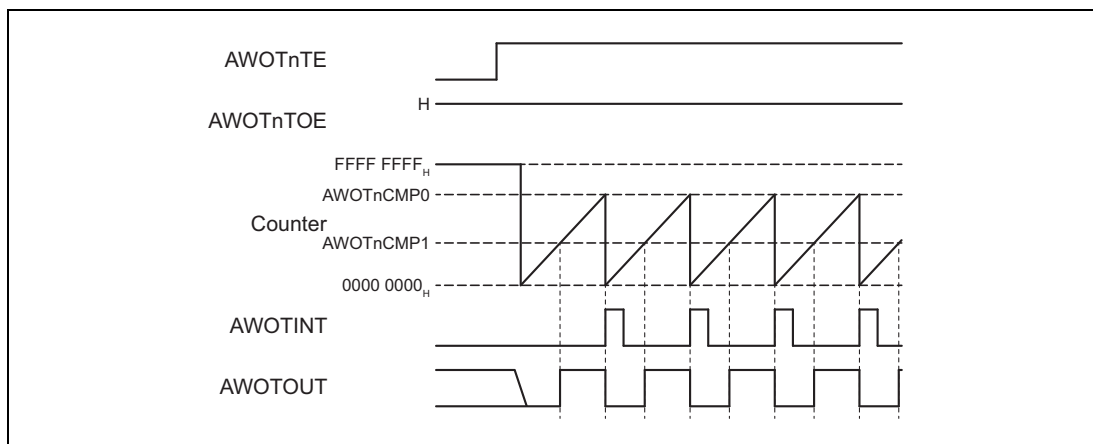 AWOTnTE
H
AWOTnTOE
FFFF FFFFH
AWOTnCMP0
Counter
AWOTnCMP1
0000 0000H
AWOTINT
AWOTOUT